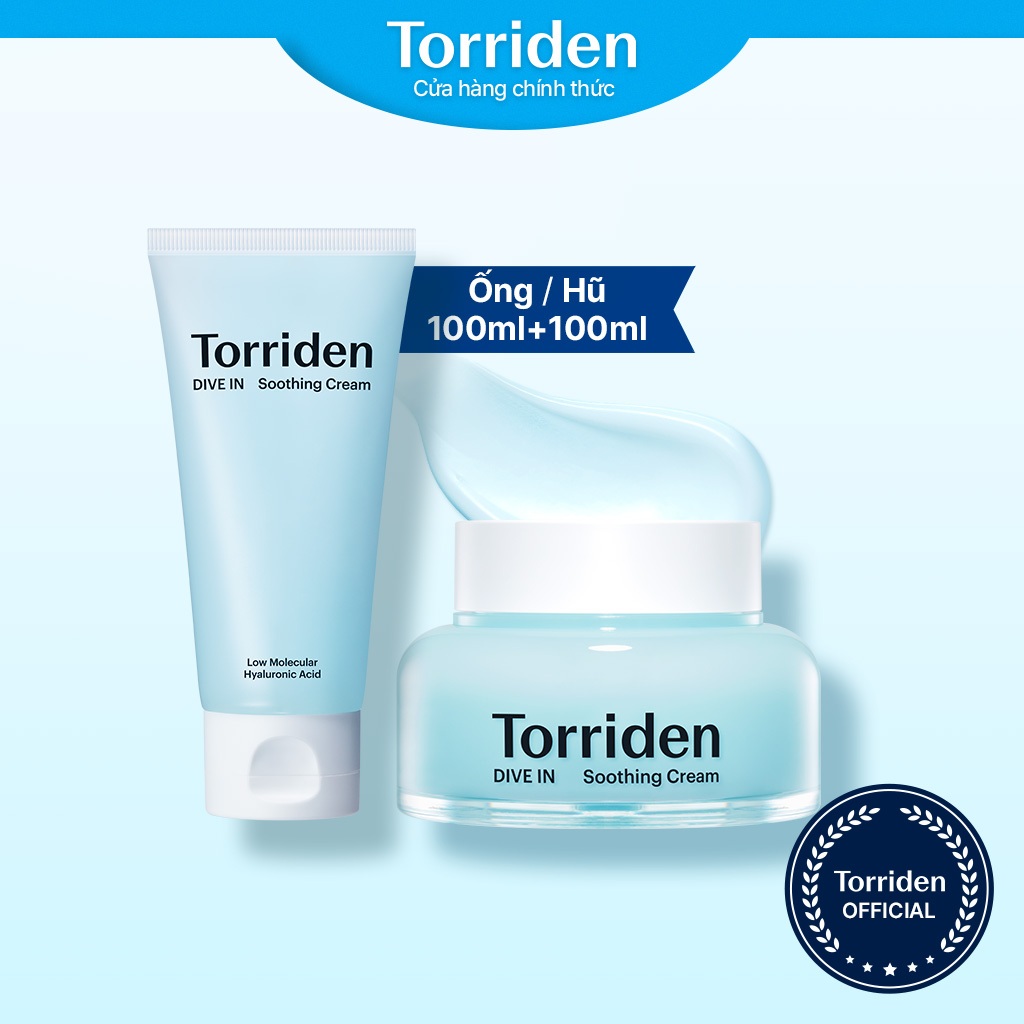 Torriden
Cửa hàng chính thức
Ống / Hũ
100ml+100ml
Torriden
DIVE IN Soothing Cream
Low Molecular
Hyaluronic Acid
Torriden
DIVE IN Soothing Cream
Torriden
OFFICIAL